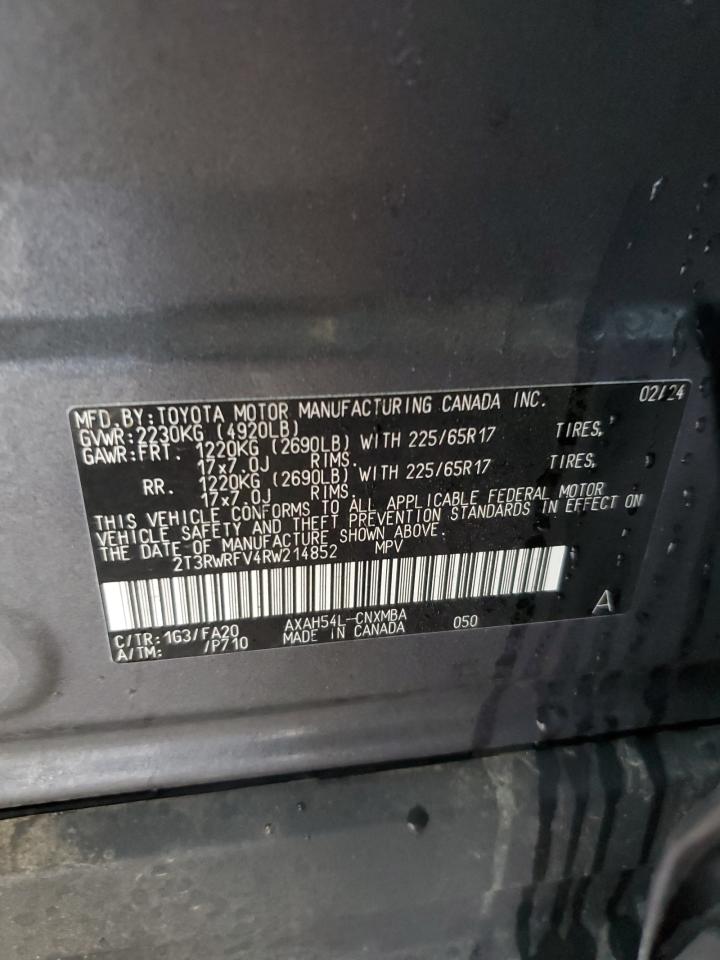 MFD.BY:TOYOTA MOTOR MANUFACTURING CANADA INC. 02/24
GVWR:2230KG (4920LB)
GAWR:FRT. 1220KG (2690LB) WITH 225/65R17 TIRES,
17x7.0J RIMS.
RR. 1220KG (2690LB) WITH 225/65R17 TIRES,
17x7.0J RIMS.
THIS VEHICLE CONFORMS TO ALL APPLICABLE FEDERAL MOTOR
VEHICLE SAFETY AND THEFT PREVENTION STANDARDS IN EFFECT ON
THE DATE OF MANUFACTURE SHOWN ABOVE.
2T3RWRFV4RW214852 MPV
C/TR:1G3/FA20 AXAH54L-CNXMBA 050 A
A/TM: /P710 MADE IN CANADA